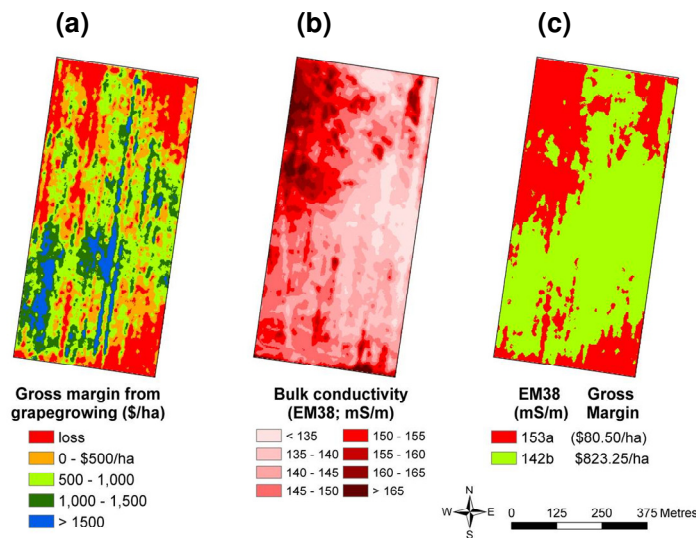 (a)
(b)
(c)
Gross margin from
grapegrowing ($/ha)
loss
0 - $500/ha
500 - 1,000
1,000 - 1,500
> 1500
Bulk conductivity
(EM38; mS/m)
< 135
135 - 140
140 - 145
145 - 150
150 - 155
155 - 160
160 - 165
> 165
EM38 Gross
(mS/m) Margin
153a ($80.50/ha)
142b $823.25/ha
N
W E
S
Metres
0 125 250 375